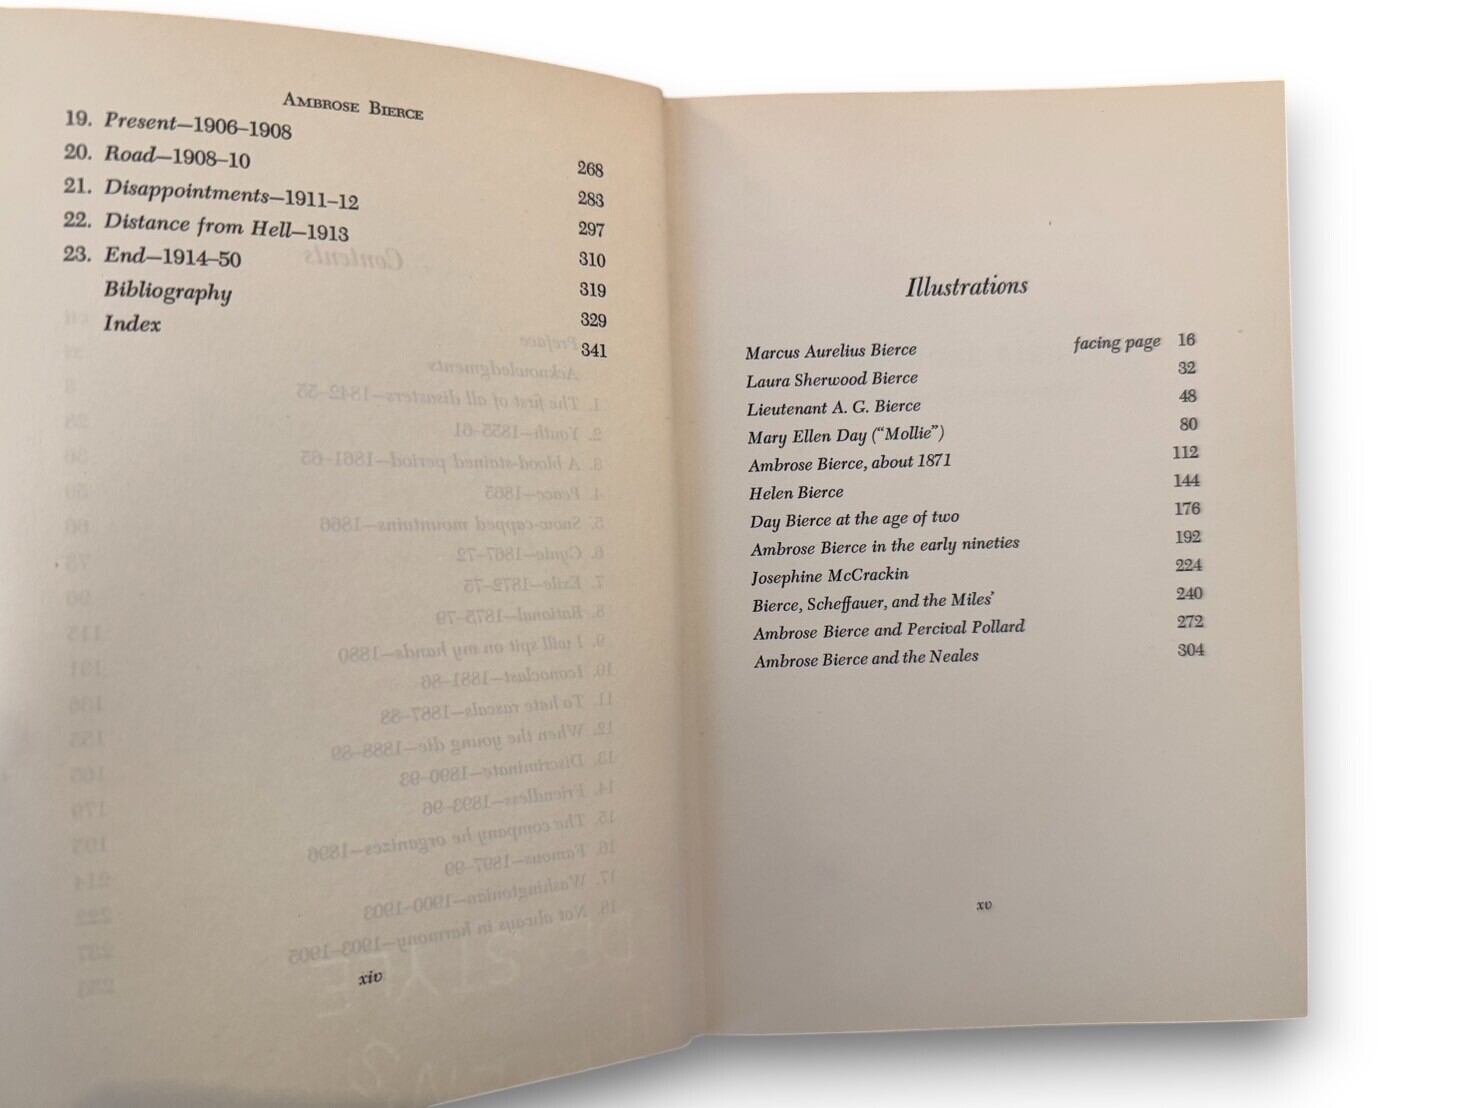 AMBROSE BIERCE
19. Present—1906–1908 268
20. Road—1908–10 283
21. Disappointments—1911–12 297
22. Distance from Hell—1913 310
23. End—1914–50 319
Bibliography 329
Index 341
xiv
Illustrations
Marcus Aurelius Bierce facing page 16
Laura Sherwood Bierce 32
Lieutenant A. G. Bierce 48
Mary Ellen Day (“Mollie”) 80
Ambrose Bierce, about 1871 112
Helen Bierce 144
Day Bierce at the age of two 176
Ambrose Bierce in the early nineties 192
Josephine McCrackin 224
Bierce, Scheffauer, and the Miles’ 240
Ambrose Bierce and Percival Pollard 272
Ambrose Bierce and the Neales 304
xv